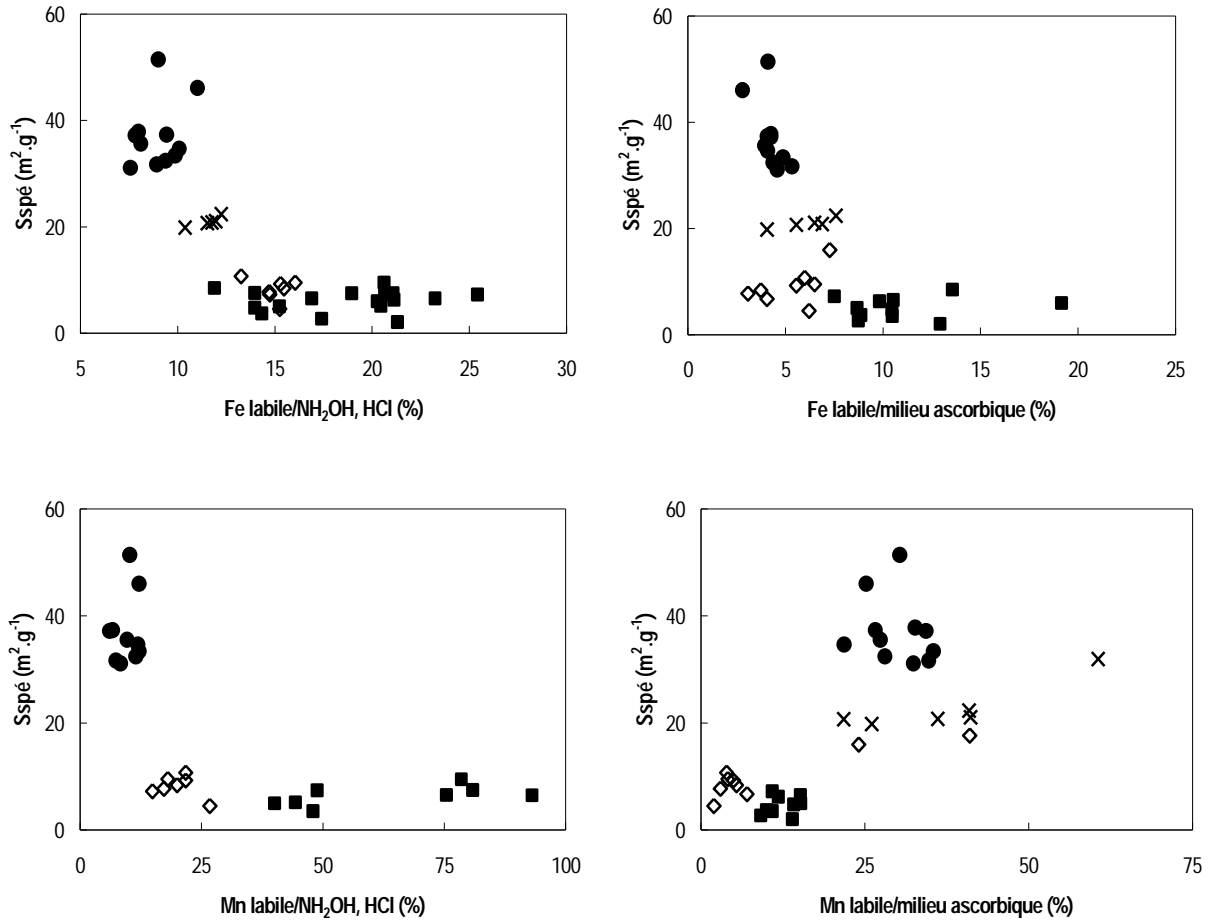 60
40
20
0
Sspé (m².g⁻¹)
5 10 15 20 25 30
Fe labile/NH₂OH, HCl (%)
60
50
40
30
20
10
0
Sspé (m².g⁻¹)
0 5 10 15 20 25
Fe labile/milieu ascorbique (%)
60
40
20
0
Sspé (m².g⁻¹)
0 25 50 75 100
Mn labile/NH₂OH, HCl (%)
60
40
20
0
Sspé (m².g⁻¹)
0 25 50 75
Mn labile/milieu ascorbique (%)